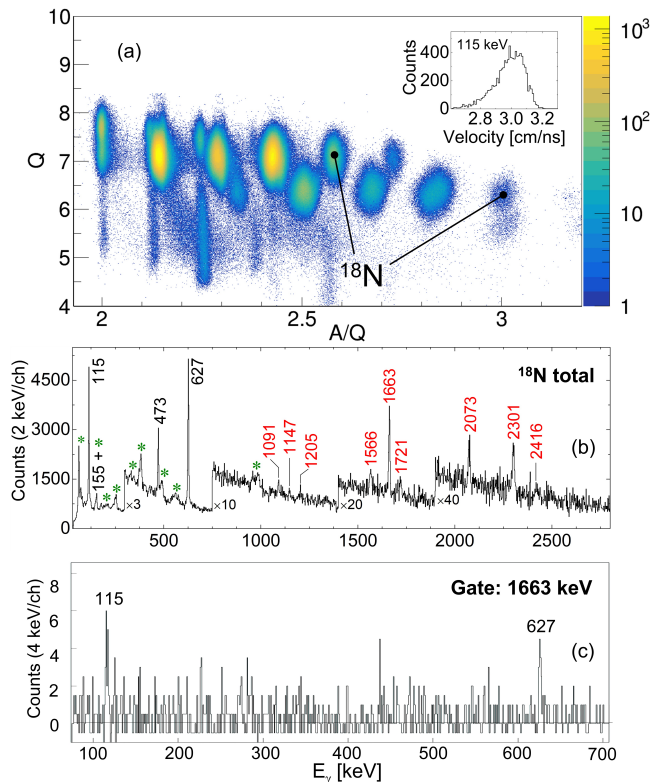 (a)
115 keV
Counts
400
200
0
2.8 3.0 3.2
Velocity [cm/ns]
Q
10
9
8
7
6
5
4
2 2.5 3
A/Q
¹⁸N
10³
10²
10
1
¹⁸N total
(b)
Counts (2 keV/ch)
4500
3000
1500
0
* 115 155 + * * * * * 473 * * 627 * 1091 1147 1205 1566 1663 1721 2073 2301 2416
×3 ×10 ×20 ×40
500 1000 1500 2000 2500
Gate: 1663 keV
(c)
Counts (4 keV/ch)
8
6
4
2
0
115 627
100 200 300 400 500 600 700
Eγ [keV]